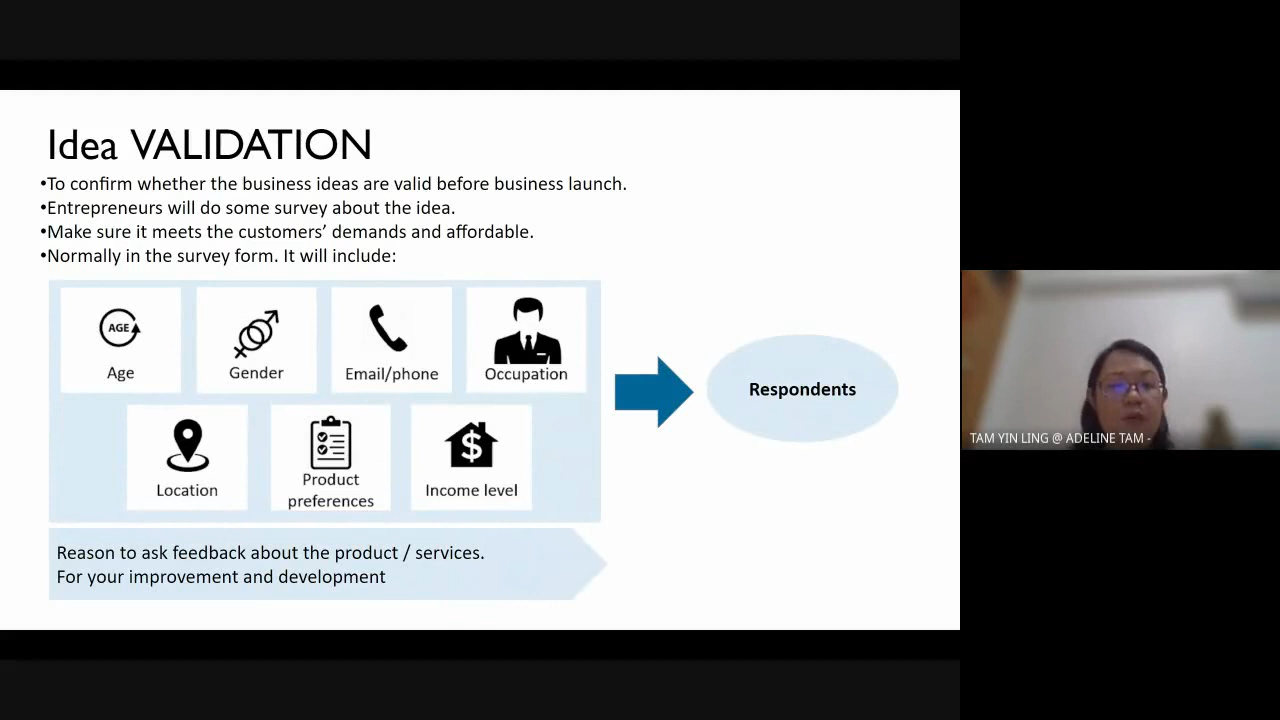 Idea VALIDATION
•To confirm whether the business ideas are valid before business launch.
•Entrepreneurs will do some survey about the idea.
•Make sure it meets the customers’ demands and affordable.
•Normally in the survey form. It will include:
AGE
Age
Gender
Email/phone
Occupation
Location
Product
preferences
$
Income level
Respondents
Reason to ask feedback about the product / services.
For your improvement and development
TAM YIN LING @ ADELINE TAM -